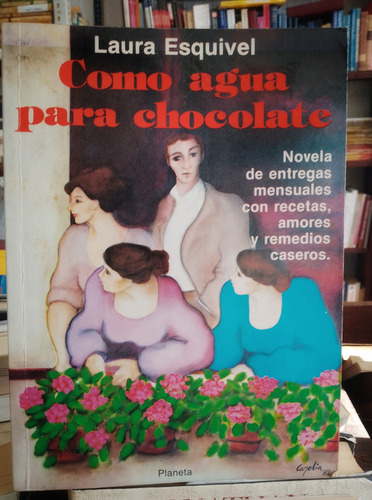 Laura Esquivel
Como agua
para chocolate
Novela
de entregas
mensuales
con recetas,
amores
y remedios
caseros.
Planeta